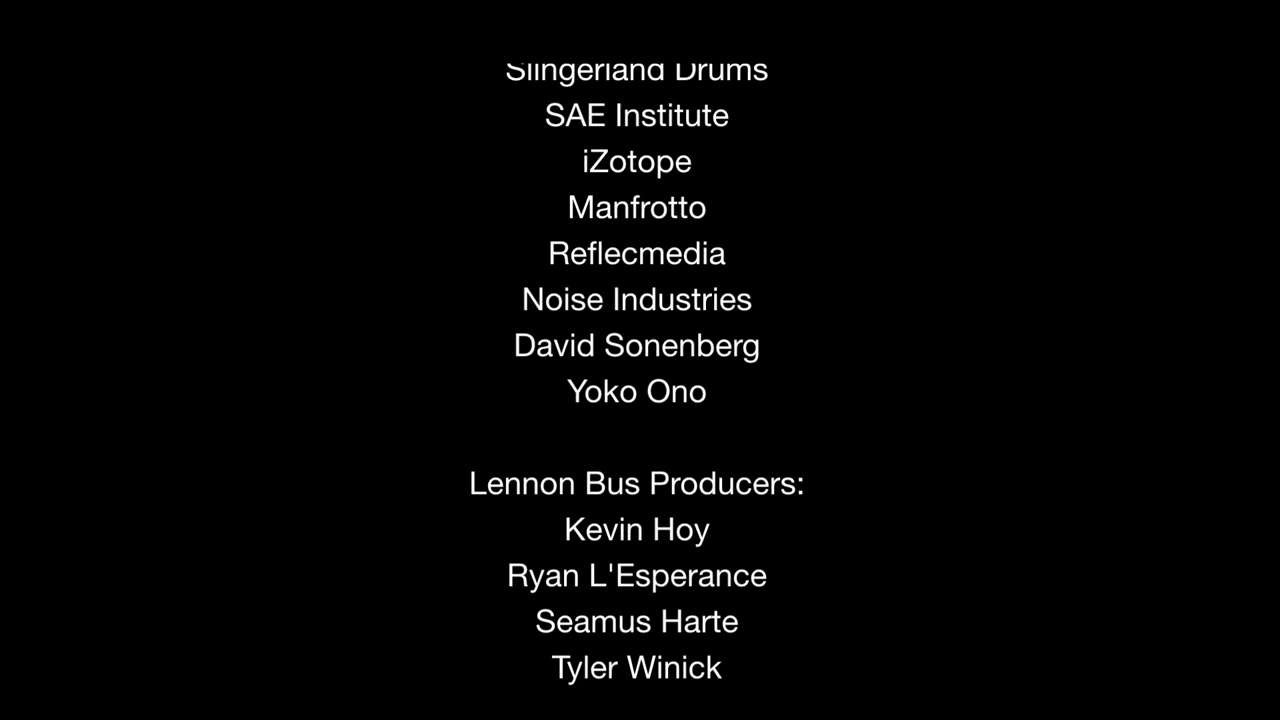 Slingerland Drums
SAE Institute
iZotope
Manfrotto
Reflecmedia
Noise Industries
David Sonenberg
Yoko Ono
Lennon Bus Producers:
Kevin Hoy
Ryan L'Esperance
Seamus Harte
Tyler Winick